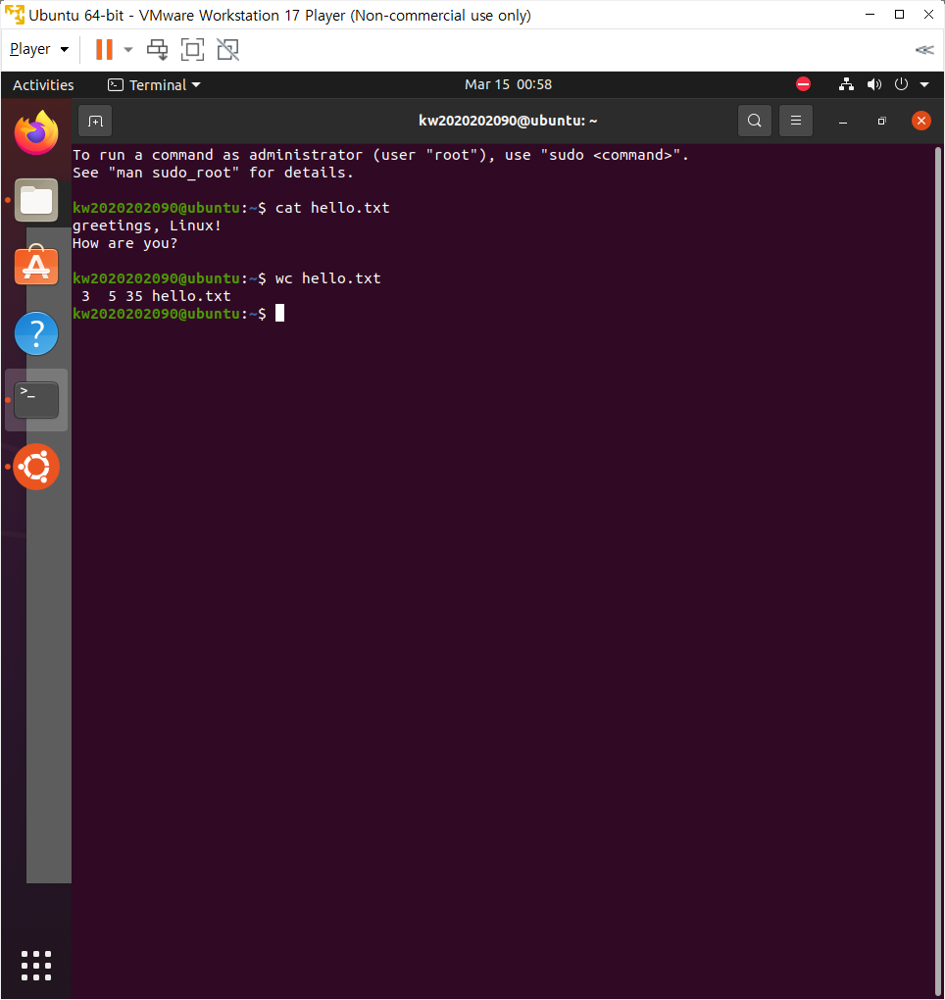 Ubuntu 64-bit - VMware Workstation 17 Player (Non-commercial use only)
Player
Activities
Terminal
Mar 15 00:58
kw2020202090@ubuntu: ~
To run a command as administrator (user "root"), use "sudo <command>".
See "man sudo_root" for details.
kw2020202090@ubuntu:~$ cat hello.txt
greetings, Linux!
How are you?
kw2020202090@ubuntu:~$ wc hello.txt
 3  5 35 hello.txt
kw2020202090@ubuntu:~$